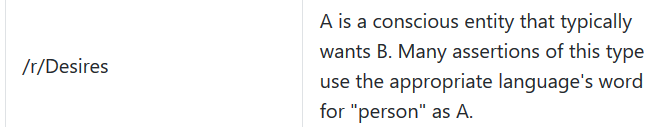 /r/Desires
A is a conscious entity that typically
wants B. Many assertions of this type
use the appropriate language's word
for "person" as A.